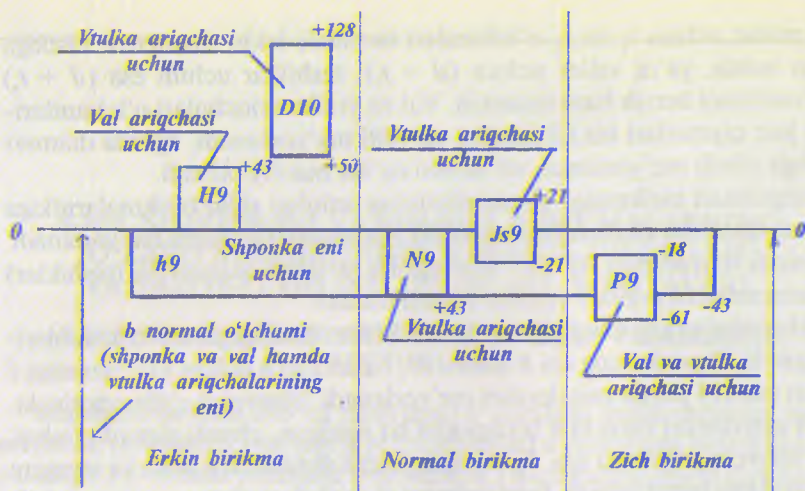 Vtulka ariqchasi
uchun
+128
D10
+50
Val ariqchasi
uchun
+43
H9
Vtulka ariqchasi
uchun
+21
Js9
-21
0
0
h9
Shponka eni
uchun
N9
+43
-18
P9
-43
-61
Vtulka ariqchasi
uchun
b normal o‘lchumi
(shponka va val hamda
vtulka ariqchalarining
eni)
Val va vtulka
ariqchasi uchun
Erkin birikma
Normal birikma
Zich birikma